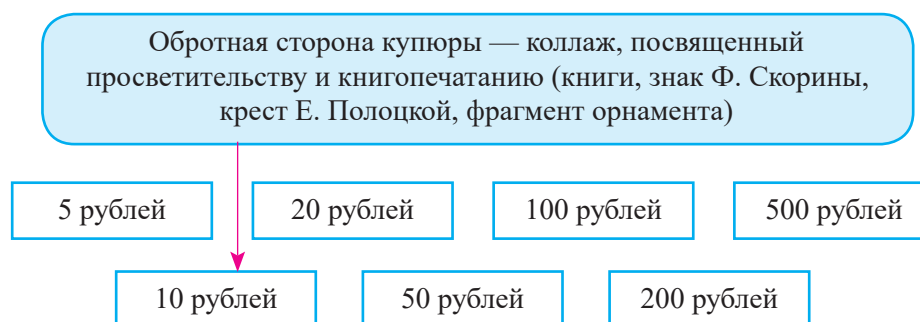 Обротная сторона купюры — коллаж, посвященный
просветительству и книгопечатанию (книги, знак Ф. Скорины,
крест Е. Полоцкой, фрагмент орнамента)
5 рублей
20 рублей
100 рублей
500 рублей
10 рублей
50 рублей
200 рублей